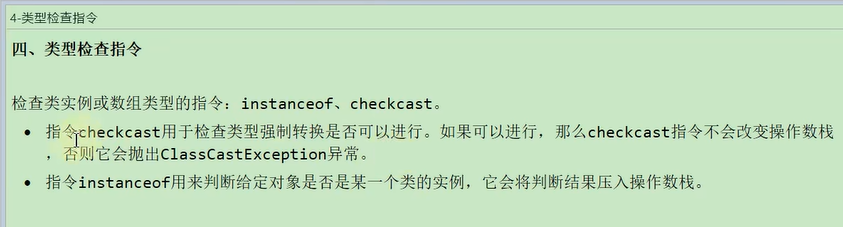 4-类型检查指令
四、类型检查指令
检查类实例或数组类型的指令：instanceof、checkcast。
• 指令checkcast用于检查类型强制转换是否可以进行。如果可以进行，那么checkcast指令不会改变操作数栈
，否则它会抛出ClassCastException异常。
• 指令instanceof用来判断给定对象是否是某一个类的实例，它会将判断结果压入操作数栈。